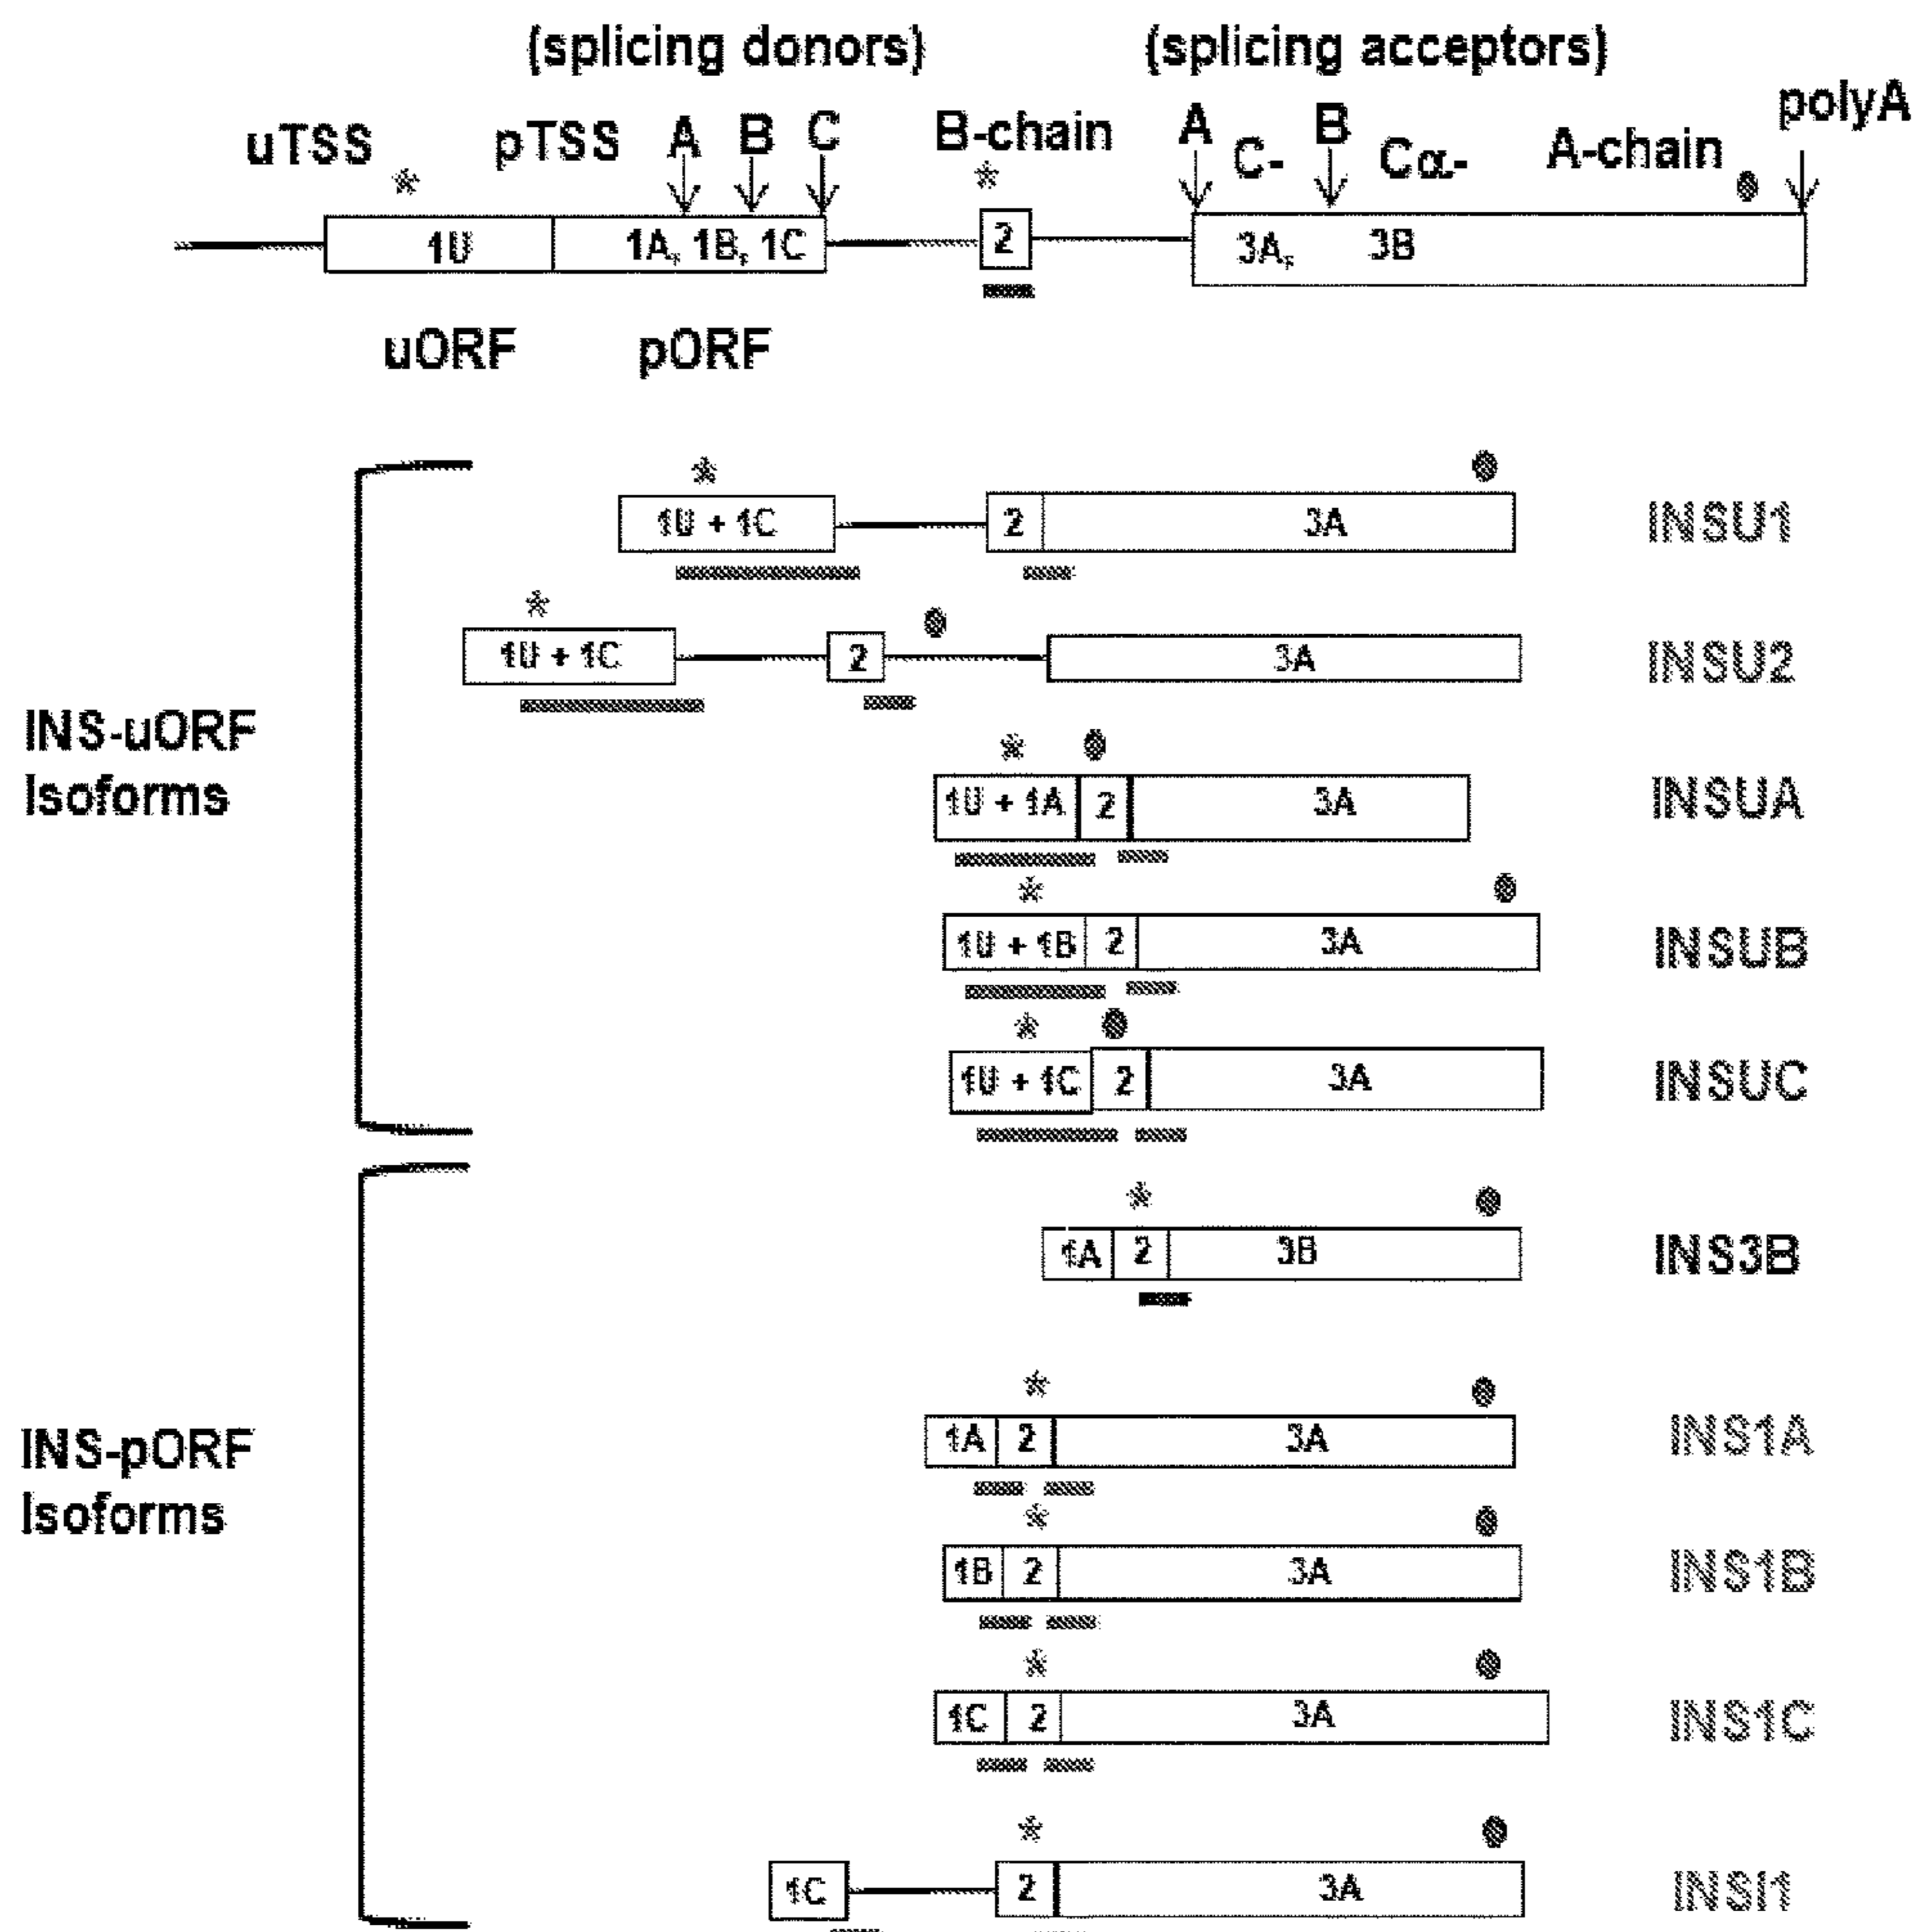 (splicing donors) (splicing acceptors)
uTSS pTSS A B C B-chain A C- B Cα- A-chain polyA
* *
1U 1A, 1B, 1C 2 3A, 3B
uORF pORF
*
1U + 1C 2 3A INSU1
*
1U + 1C 2 3A INSU2
INS-uORF
Isoforms
*
1U + 1A 2 3A INSUA
*
1U + 1B 2 3A INSUB
*
1U + 1C 2 3A INSUC
*
1A 2 3B INS3B
*
1A 2 3A INS1A
INS-pORF
Isoforms
*
1B 2 3A INS1B
*
1C 2 3A INS1C
*
1C 2 3A INSI1